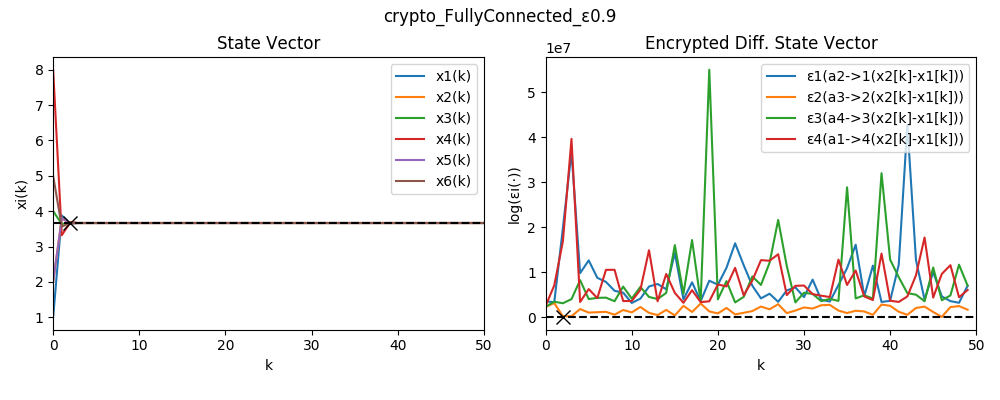 crypto_FullyConnected_ε0.9
State Vector
xi(k)
8
7
6
5
4
3
2
1
0 10 20 30 40 50
k
x1(k)
x2(k)
x3(k)
x4(k)
x5(k)
x6(k)
Encrypted Diff. State Vector
1e7
log(εi(·))
5
4
3
2
1
0
0 10 20 30 40 50
k
ε1(a2->1(x2[k]-x1[k]))
ε2(a3->2(x2[k]-x1[k]))
ε3(a4->3(x2[k]-x1[k]))
ε4(a1->4(x2[k]-x1[k]))